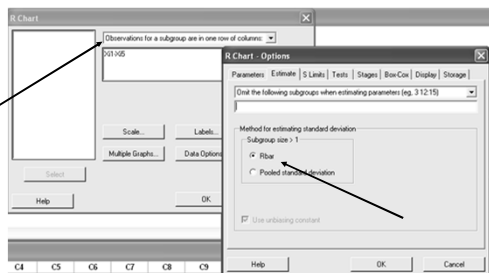 R Chart
Observations for a subgroup are in one row of columns:
Scale...
Labels...
Multiple Graphs...
Data Option
Select
Help
OK
R Chart - Options
Parameters Estimate S Limits Tests Stages Box-Cox Display Storage
Omit the following subgroups when estimating parameters (eg, 3 12:15)
Method for estimating standard deviation
Subgroup size > 1
Rbar
Pooled standard deviation
Use unbiasing constant
Help
OK
Cancel
C4 C5 C6 C7 C8 C9